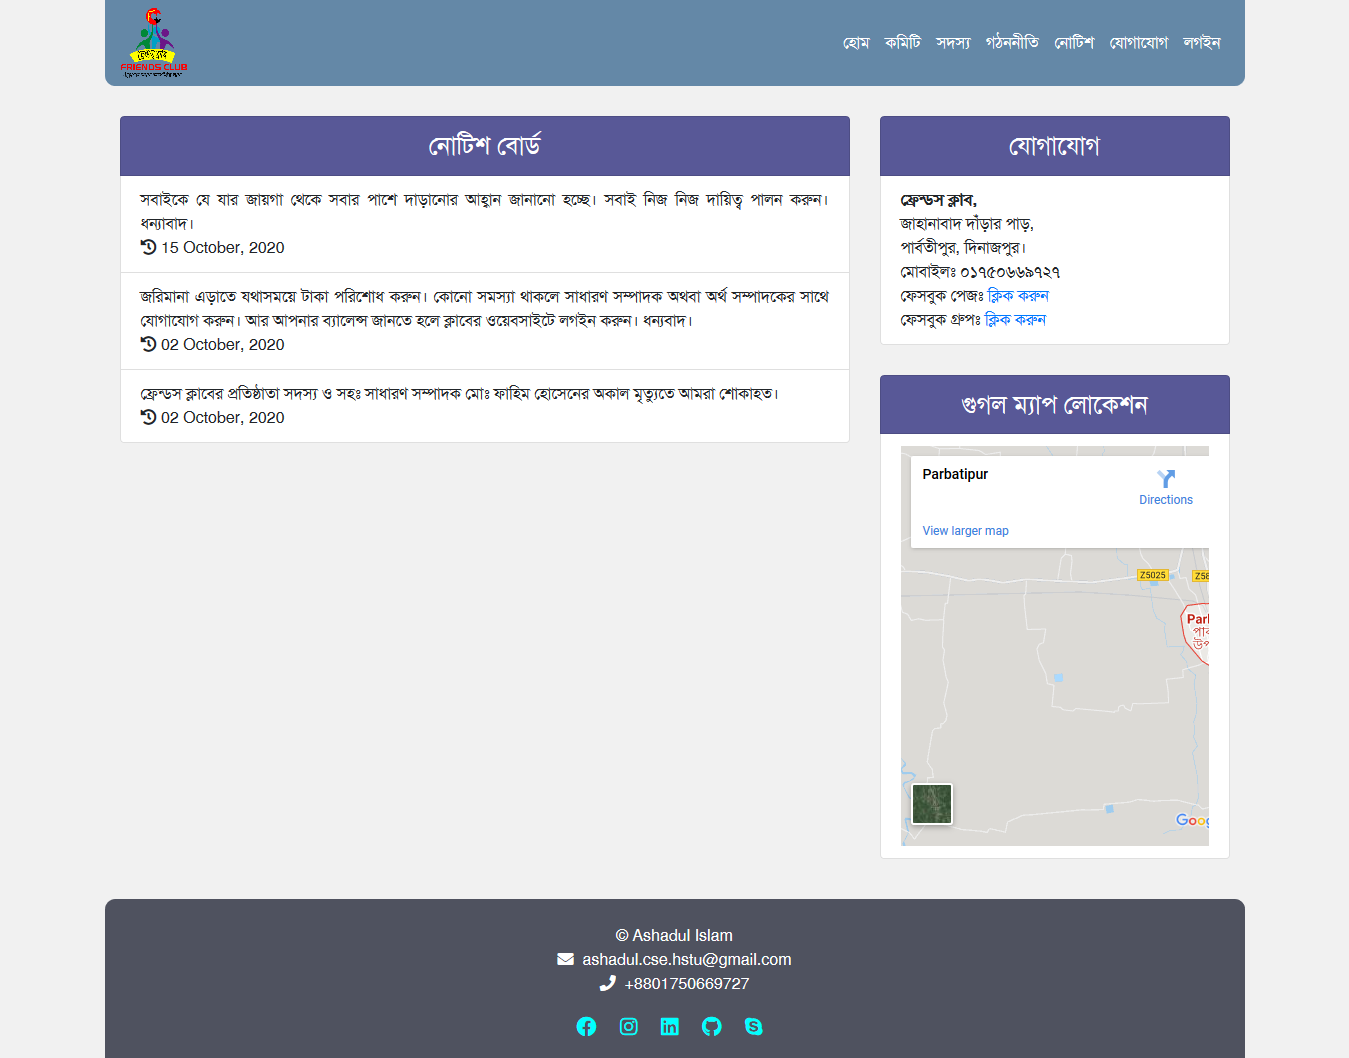 FRIENDS CLUB
হোম কমিটি সদস্য গঠননীতি নোটিশ যোগাযোগ লগইন
নোটিশ বোর্ড
সবাইকে যে যার জায়গা থেকে সবার পাশে দাড়ানোর আহ্বান জানানো হচ্ছে। সবাই নিজ নিজ দায়িত্ব পালন করুন।
ধন্যাবাদ।
15 October, 2020
জরিমানা এড়াতে যথাসময়ে টাকা পরিশোধ করুন। কোনো সমস্যা থাকলে সাধারণ সম্পাদক অথবা অর্থ সম্পাদকের সাথে
যোগাযোগ করুন। আর আপনার ব্যালেন্স জানতে হলে ক্লাবের ওয়েবসাইটে লগইন করুন। ধন্যবাদ।
02 October, 2020
ফ্রেন্ডস ক্লাবের প্রতিষ্ঠাতা সদস্য ও সহঃ সাধারণ সম্পাদক মোঃ ফাহিম হোসেনের অকাল মৃত্যুতে আমরা শোকাহত।
02 October, 2020
যোগাযোগ
ফ্রেন্ডস ক্লাব,
জাহানাবাদ দাঁড়ার পাড়,
পার্বতীপুর, দিনাজপুর।
মোবাইলঃ ০১৭৫০৬৬৯৭২৭
ফেসবুক পেজঃ ক্লিক করুন
ফেসবুক গ্রুপঃ ক্লিক করুন
গুগল ম্যাপ লোকেশন
Parbatipur
Directions
View larger map
Z5025 Z58
Parl
পার্
উপ
Goog
© Ashadul Islam
ashadul.cse.hstu@gmail.com
+8801750669727